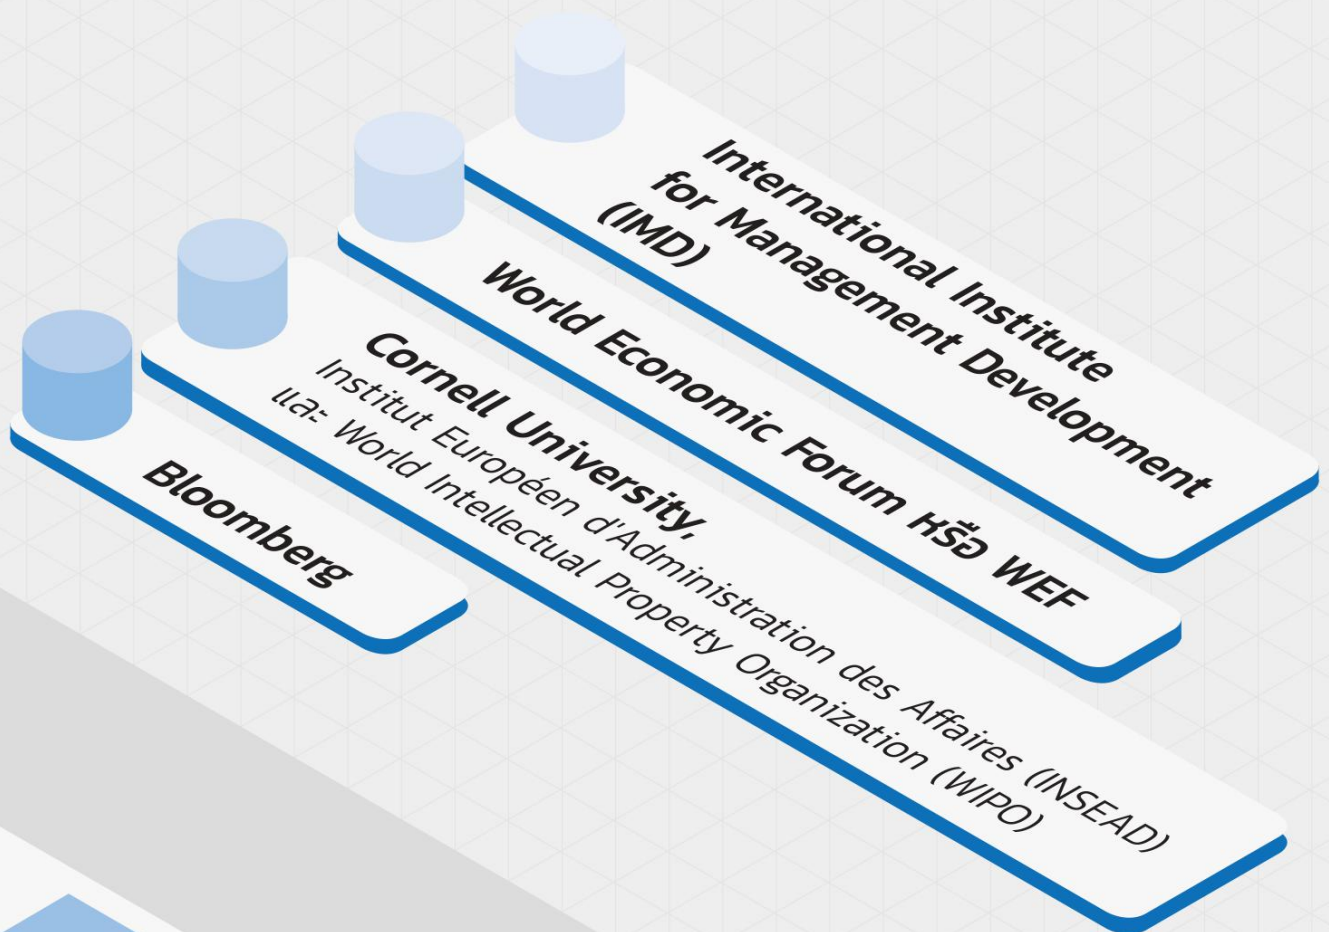 International Institute
for Management Development
(IMD)
World Economic Forum หรือ WEF
Cornell University,
Institut Européen d'Administration des Affaires (INSEAD)
และ World Intellectual Property Organization (WIPO)
Bloomberg